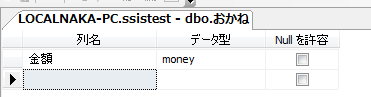 LOCALNAKA-PC.ssistest - dbo.おかね
列名 データ型 Null を許容
金額 money